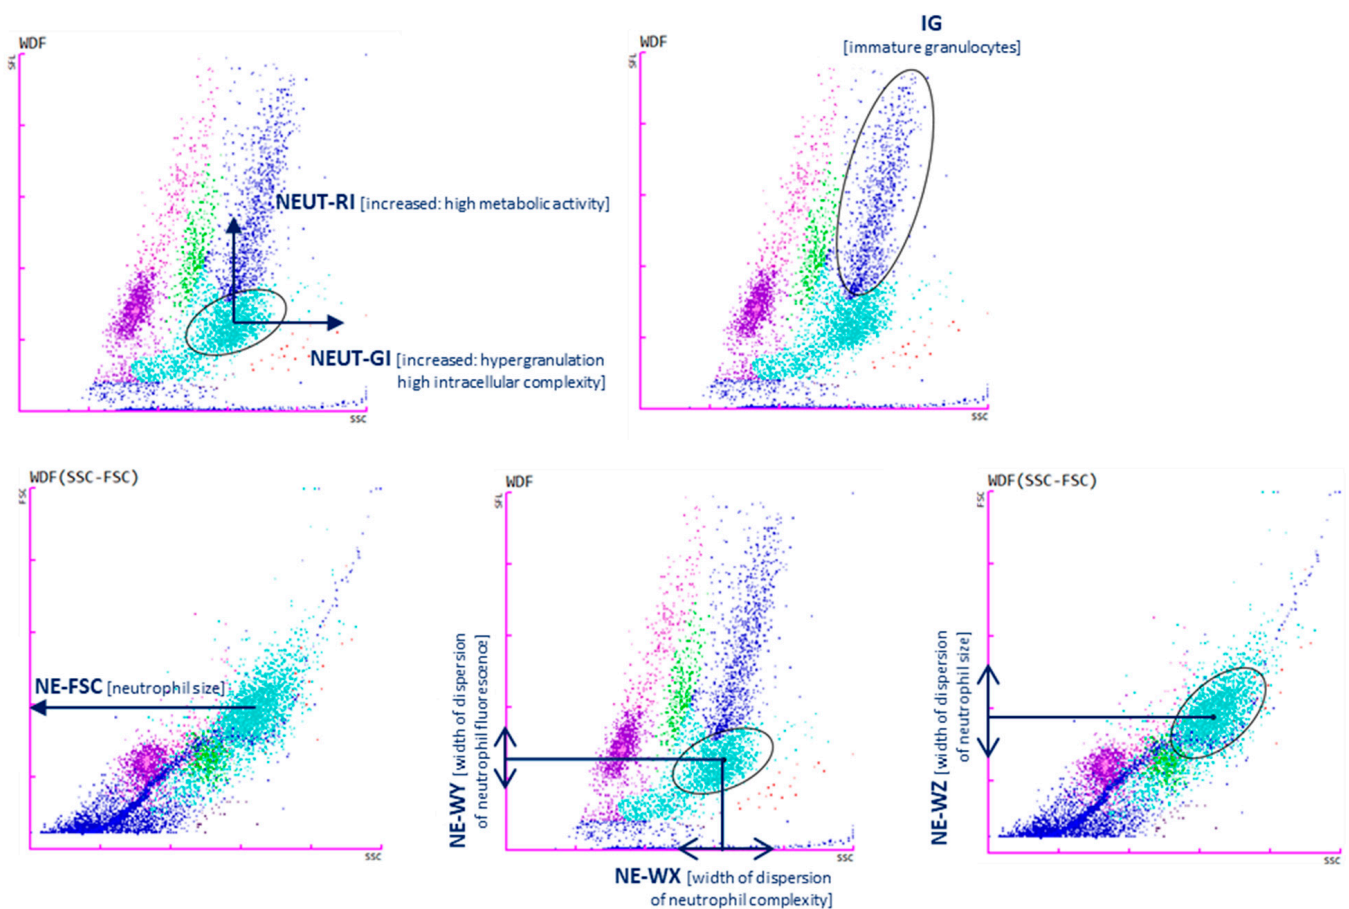 WDF
SFL
NEUT-RI [increased: high metabolic activity]
NEUT-GI [increased: hypergranulation
high intracellular complexity]
SSC
IG
[immature granulocytes]
WDF
SFL
SSC
WDF(SSC-FSC)
FSC
NE-FSC [neutrophil size]
SSC
WDF
SFL
NE-WY [width of dispersion
of neutrophil fluorescence]
SSC
NE-WX [width of dispersion
of neutrophil complexity]
WDF(SSC-FSC)
FSC
NE-WZ [width of dispersion
of neutrophil size]
SSC